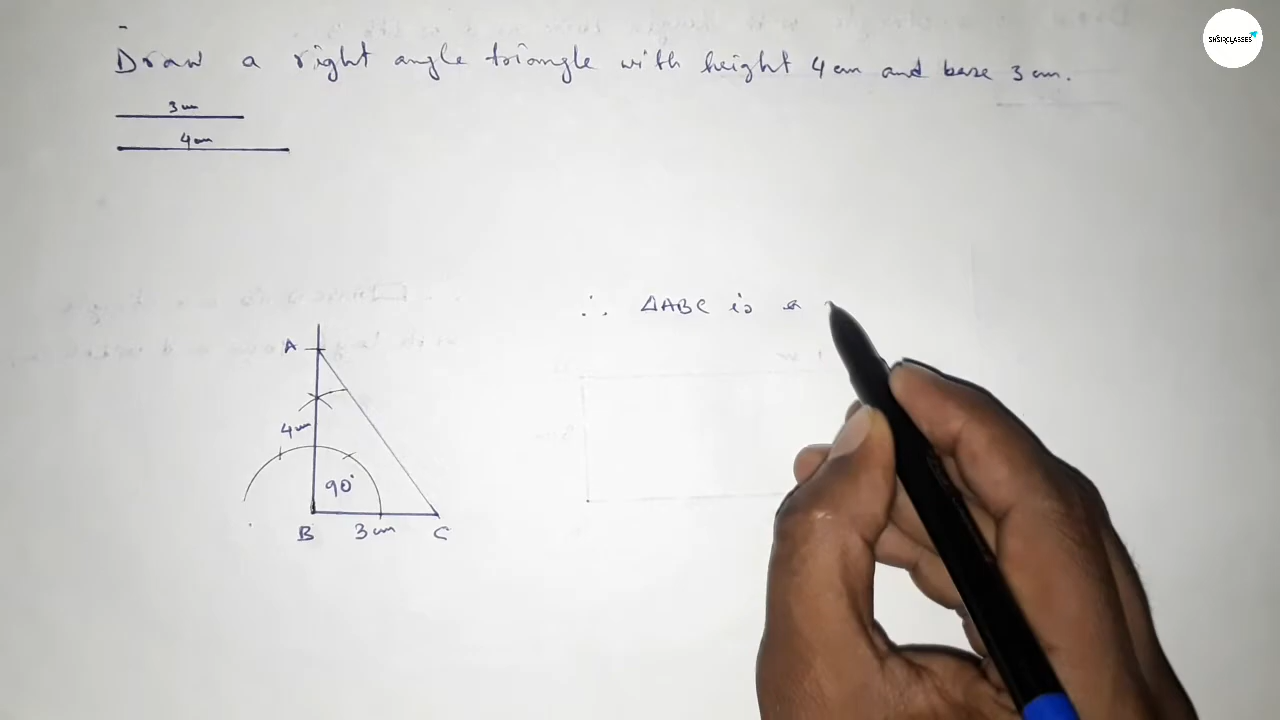 Draw a right angle triangle with height 4 cm and base 3 cm.
3 cm
4 cm
SHSIRCLASSES
∴ ΔABC is a
A
4 cm
90°
B 3 cm C